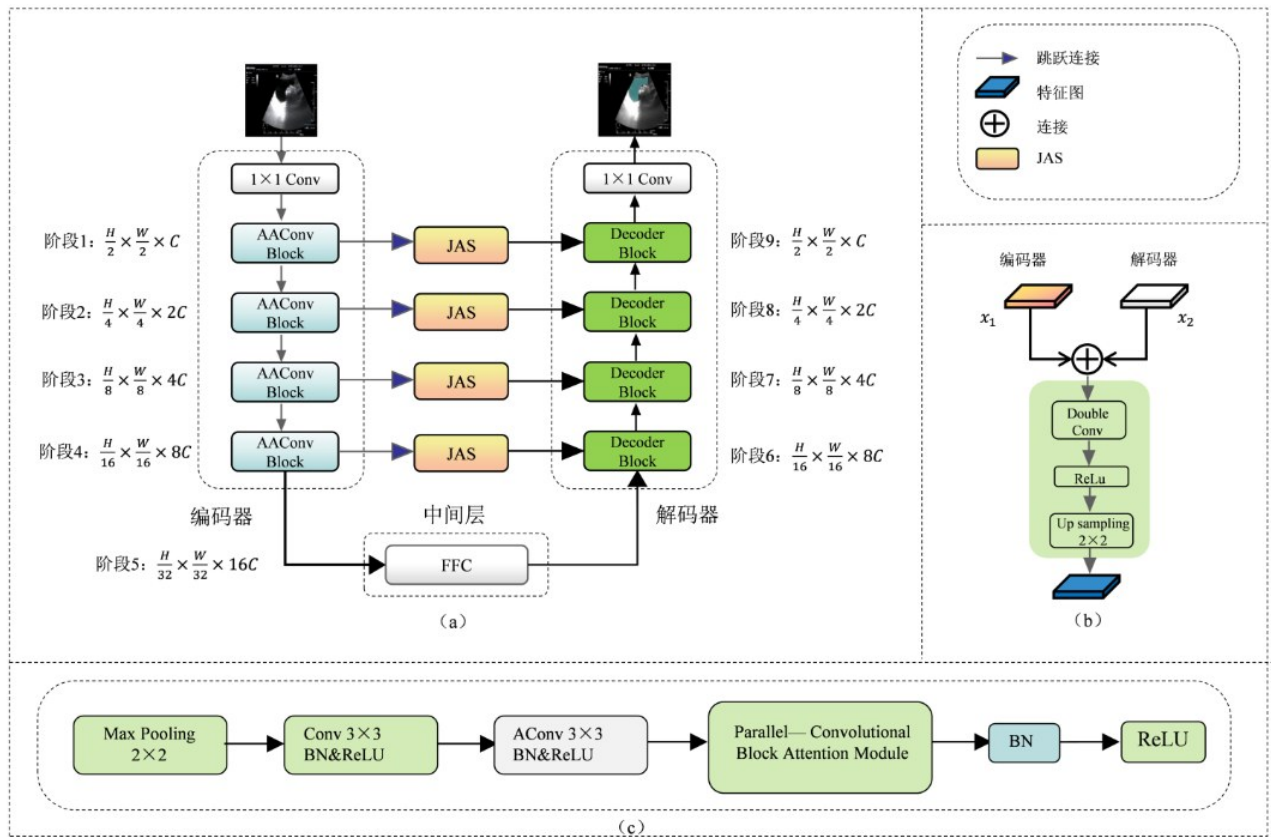 1×1 Conv
1×1 Conv
阶段1: H/2 × W/2 × C
AAConv
Block
JAS
Decoder
Block
阶段9: H/2 × W/2 × C
阶段2: H/4 × W/4 × 2C
AAConv
Block
JAS
Decoder
Block
阶段8: H/4 × W/4 × 2C
阶段3: H/8 × W/8 × 4C
AAConv
Block
JAS
Decoder
Block
阶段7: H/8 × W/8 × 4C
阶段4: H/16 × W/16 × 8C
AAConv
Block
JAS
Decoder
Block
阶段6: H/16 × W/16 × 8C
编码器
中间层
解码器
阶段5: H/32 × W/32 × 16C
FFC
(a)
跳跃连接
特征图
连接
JAS
编码器
解码器
x1
x2
Double
Conv
ReLu
Up sampling
2×2
(b)
Max Pooling
2×2
Conv 3×3
BN&ReLU
AConv 3×3
BN&ReLU
Parallel— Convolutional
Block Attention Module
BN
ReLU
(c)